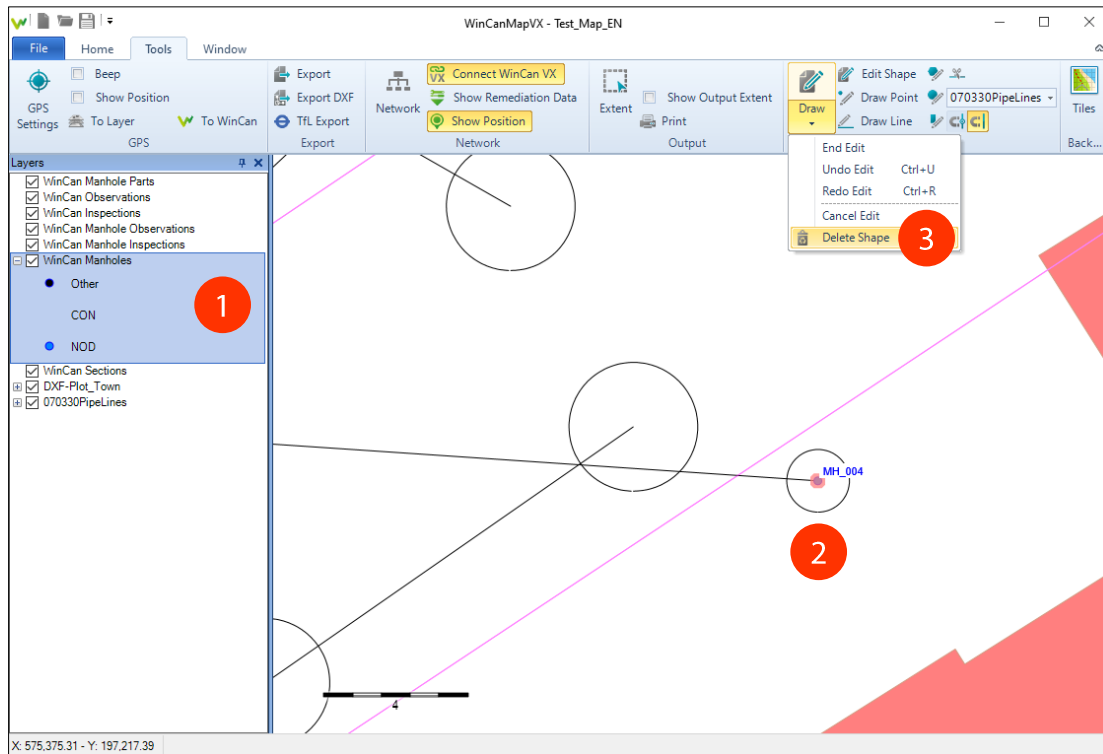 WinCanMapVX - Test_Map_EN
File Home Tools Window
GPS Settings
Beep
Show Position
To Layer
To WinCan
GPS
Export
Export DXF
TfL Export
Export
Network
Connect WinCan VX
Show Remediation Data
Show Position
Network
Extent
Show Output Extent
Print
Output
Draw
Edit Shape
Draw Point
070330PipeLines
Draw Line
Tiles
Back...
End Edit
Undo Edit Ctrl+U
Redo Edit Ctrl+R
Cancel Edit
Delete Shape
3
Layers
WinCan Manhole Parts
WinCan Observations
WinCan Inspections
WinCan Manhole Observations
WinCan Manhole Inspections
WinCan Manholes
Other
CON
NOD
1
WinCan Sections
DXF-Plot_Town
070330PipeLines
MH_004
2
4
X: 575,375.31 - Y: 197,217.39